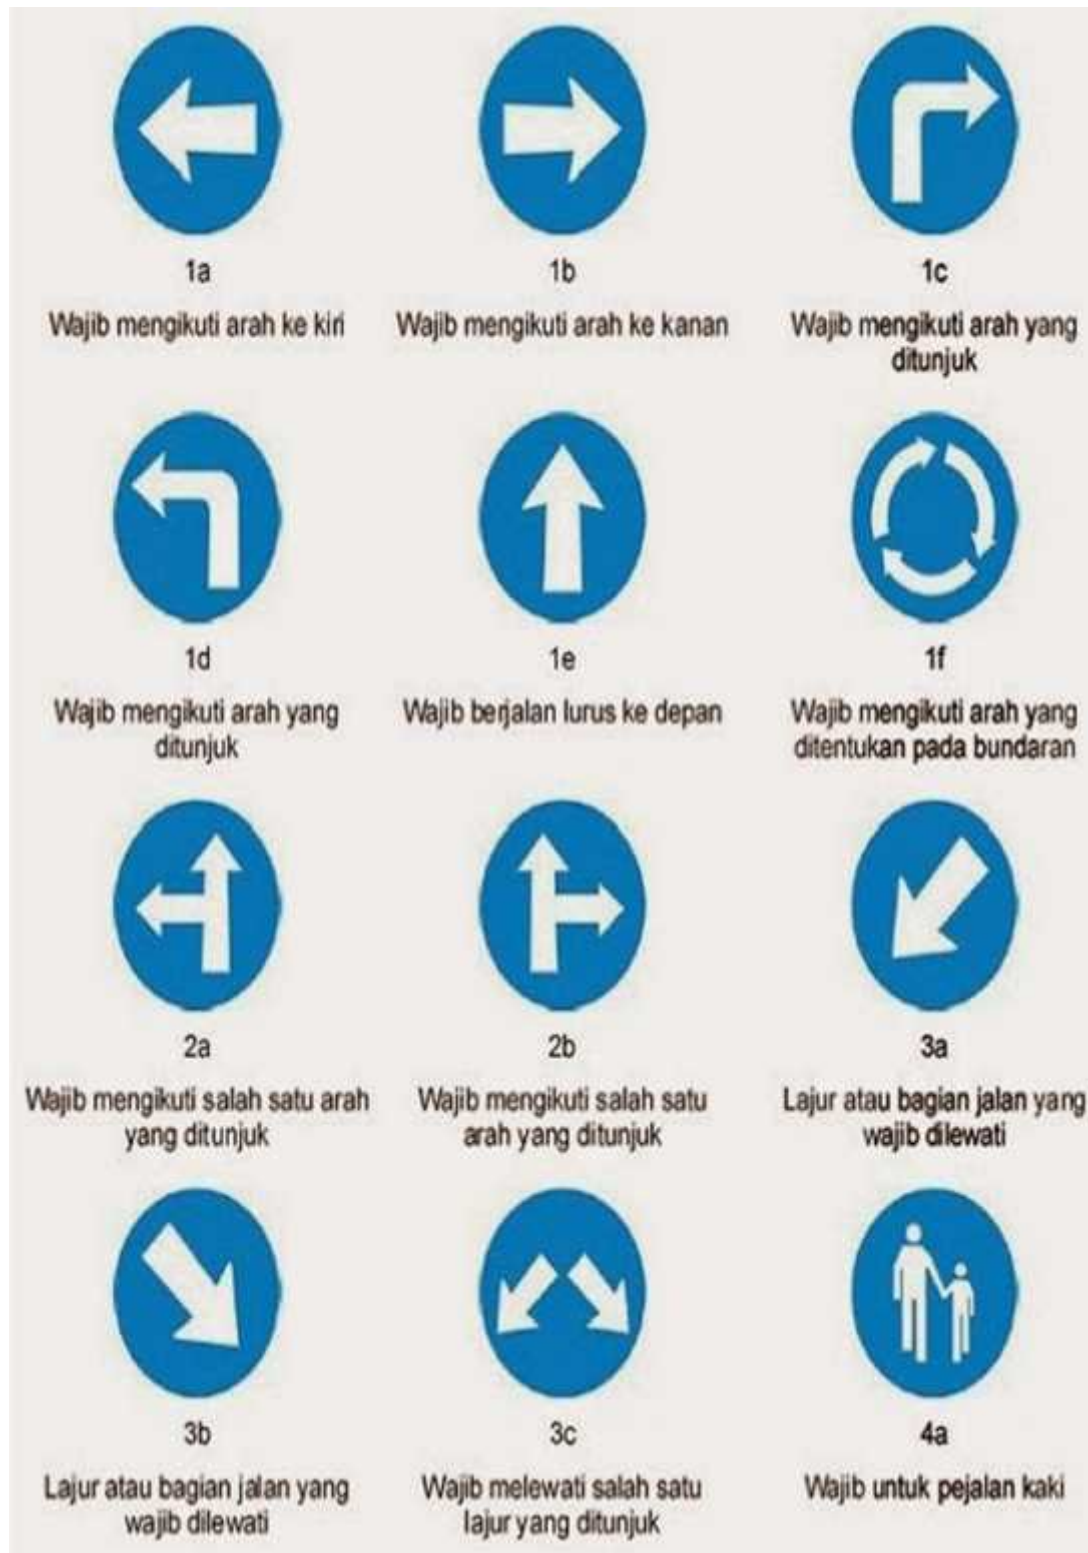 1a
1b
1c
Wajib mengikuti arah ke kiri
Wajib mengikuti arah ke kanan
Wajib mengikuti arah yang
ditunjuk
1d
1e
1f
Wajib mengikuti arah yang
ditunjuk
Wajib berjalan lurus ke depan
Wajib mengikuti arah yang
ditentukan pada bundaran
2a
2b
3a
Wajib mengikuti salah satu arah
yang ditunjuk
Wajib mengikuti salah satu
arah yang ditunjuk
Lajur atau bagian jalan yang
wajib dilewati
3b
3c
4a
Lajur atau bagian jalan yang
wajib dilewati
Wajib melewati salah satu
lajur yang ditunjuk
Wajib untuk pejalan kaki